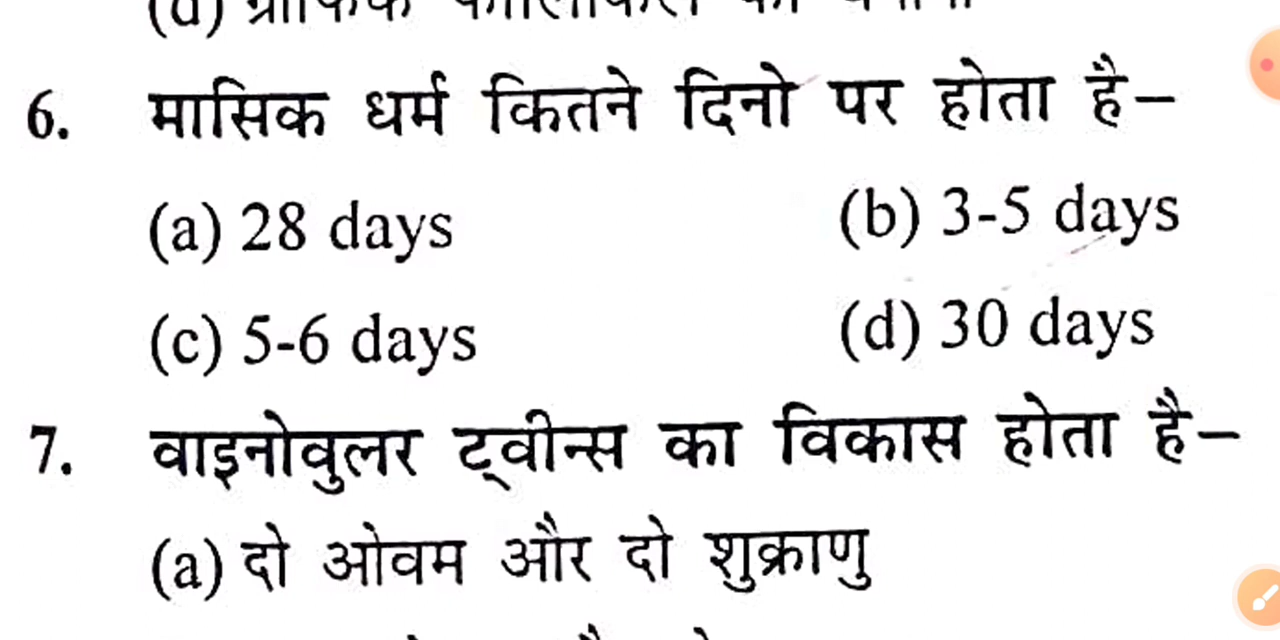 6. मासिक धर्म कितने दिनो पर होता है–
(a) 28 days (b) 3-5 days
(c) 5-6 days (d) 30 days
7. वाइनोवुलर ट्वीन्स का विकास होता है–
(a) दो ओवम और दो शुक्राणु